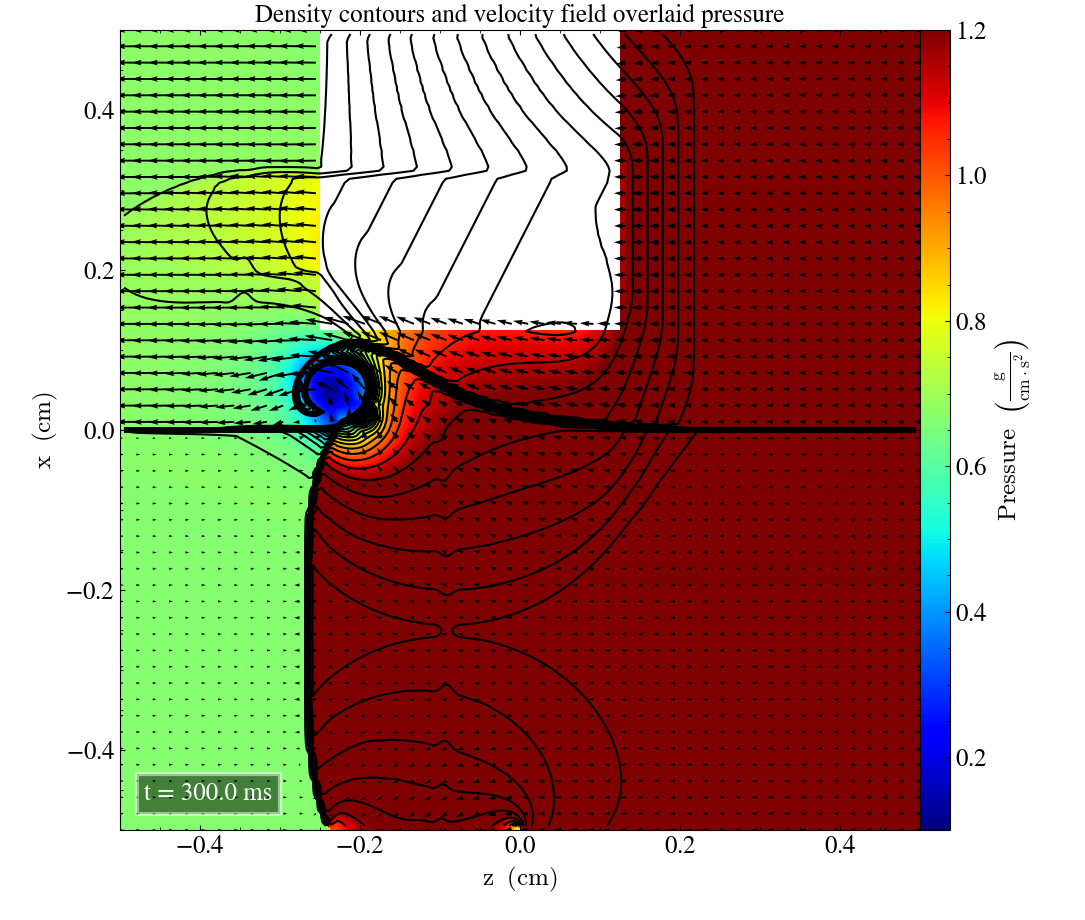 Density contours and velocity field overlaid pressure
1.2
1.0
0.8
0.6
0.4
0.2
Pressure (g/cm·s²)
0.4
0.2
0.0
−0.2
−0.4
x (cm)
t = 300.0 ms
−0.4 −0.2 0.0 0.2 0.4
z (cm)